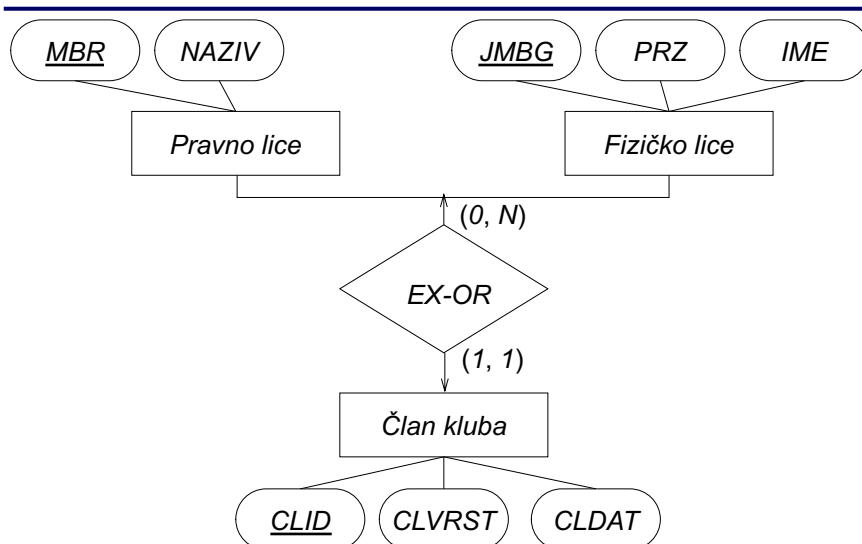 MBR NAZIV JMBG PRZ IME
Pravno lice Fizičko lice
(0, N)
EX-OR
(1, 1)
Član kluba
CLID CLVRST CLDAT